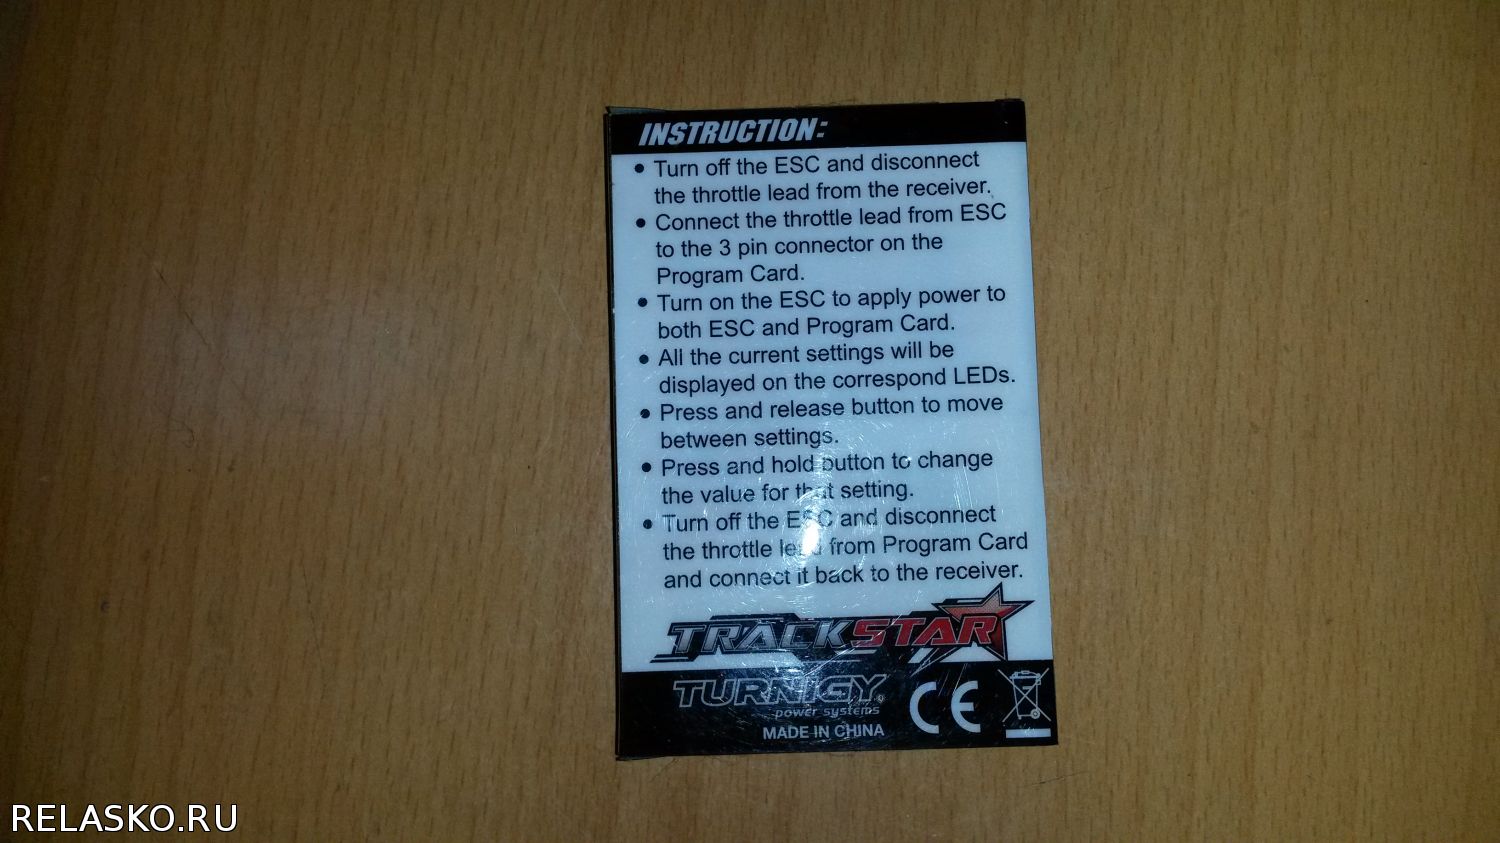 INSTRUCTION:
• Turn off the ESC and disconnect
the throttle lead from the receiver.
• Connect the throttle lead from ESC
to the 3 pin connector on the
Program Card.
• Turn on the ESC to apply power to
both ESC and Program Card.
• All the current settings will be
displayed on the correspond LEDs.
• Press and release button to move
between settings.
• Press and hold button to change
the value for that setting.
• Turn off the ESC and disconnect
the throttle lead from Program Card
and connect it back to the receiver.
TRACKSTAR
TURNIGY®
power systems
MADE IN CHINA
CE
RELASKO.RU